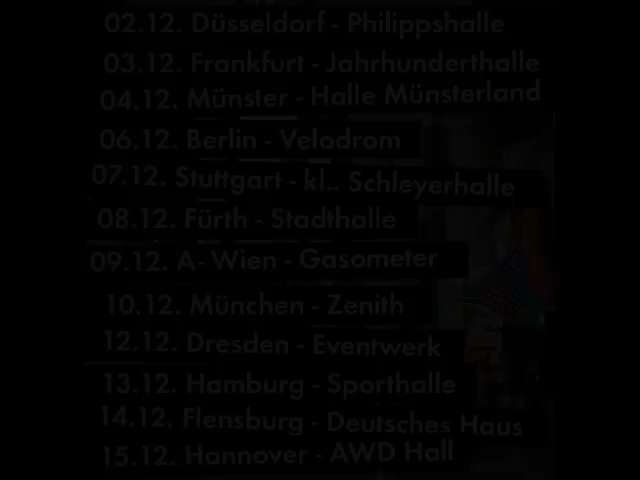 02.12. Düsseldorf - Philippshalle
03.12. Frankfurt - Jahrhunderthalle
04.12. Münster - Halle Münsterland
06.12. Berlin - Velodrom
07.12. Stuttgart - kl.. Schleyerhalle
08.12. Fürth - Stadthalle
09.12. A- Wien - Gasometer
10.12. München - Zenith
12.12. Dresden - Eventwerk
13.12. Hamburg - Sporthalle
14.12. Flensburg - Deutsches Haus
15.12. Hannover - AWD Hall